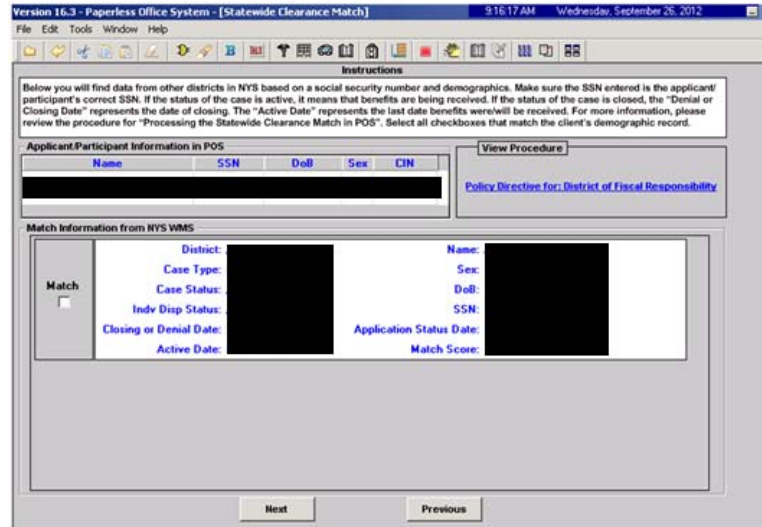 Version 16.3 - Paperless Office System - [Statewide Clearance Match] 9:16:17 AM Wednesday, September 26, 2012
File Edit Tools Window Help
Instructions
Below you will find data from other districts in NYS based on a social security number and demographics. Make sure the SSN entered is the applicant/
participant's correct SSN. If the status of the case is active, it means that benefits are being received. If the status of the case is closed, the "Denial or
Closing Date" represents the date of closing. The "Active Date" represents the last date benefits were/will be received. For more information, please
review the procedure for "Processing the Statewide Clearance Match in POS". Select all checkboxes that match the client's demographic record.
Applicant/Participant Information in POS
Name SSN DoB Sex CIN
View Procedure
Policy Directive for: District of Fiscal Responsibility
Match Information from NYS WMS
Match
District: Name:
Case Type: Sex:
Case Status: DoB:
Indv Disp Status: SSN:
Closing or Denial Date: Application Status Date:
Active Date: Match Score:
Next Previous